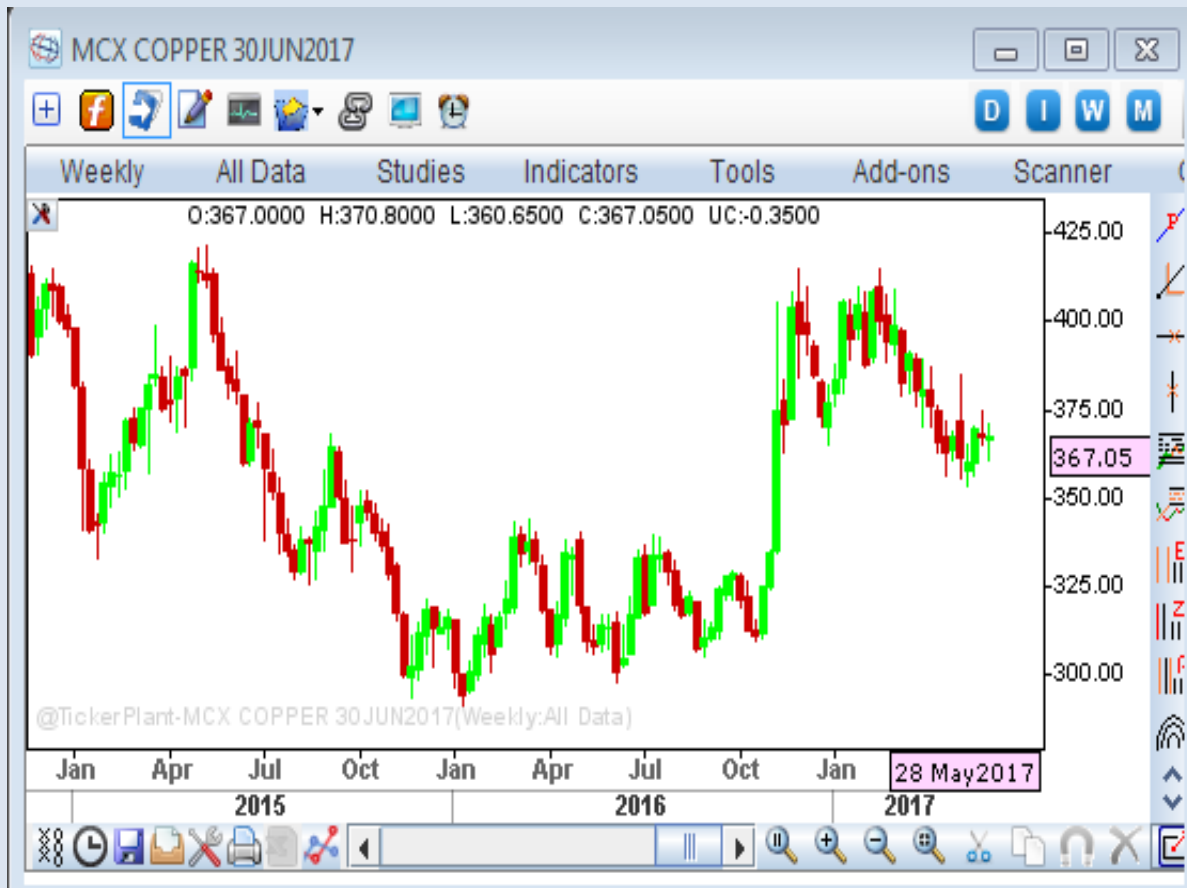 MCX COPPER 30JUN2017
D I W M
Weekly All Data Studies Indicators Tools Add-ons Scanner
O:367.0000 H:370.8000 L:360.6500 C:367.0500 UC:-0.3500
425.00
400.00
375.00
367.05
350.00
325.00
300.00
@TickerPlant-MCX COPPER 30JUN2017(Weekly:All Data)
Jan Apr Jul Oct Jan Apr Jul Oct Jan 28 May2017
2015 2016 2017